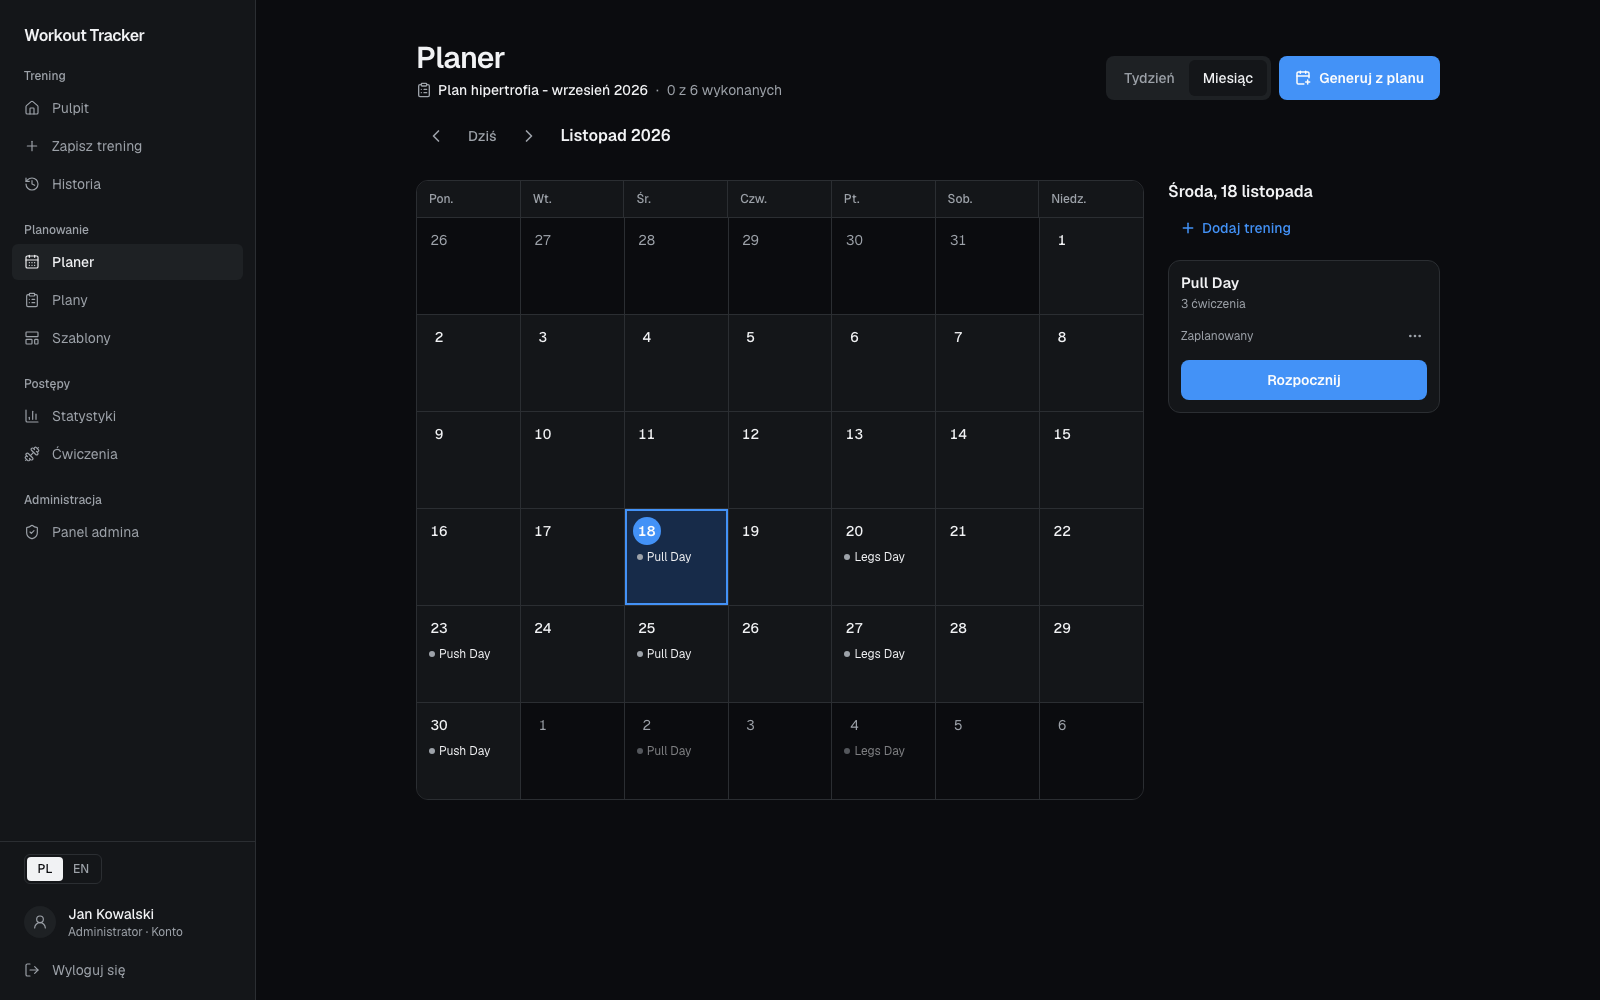 Workout Tracker
Trening
Pulpit
Zapisz trening
Historia
Planowanie
Planer
Plany
Szablony
Postępy
Statystyki
Ćwiczenia
Administracja
Panel admina
PL EN
Jan Kowalski
Administrator · Konto
Wyloguj się
Planer
Plan hipertrofia - wrzesień 2026 · 0 z 6 wykonanych
Tydzień Miesiąc Generuj z planu
Dziś Listopad 2026
Pon. Wt. Śr. Czw. Pt. Sob. Niedz.
26 27 28 29 30 31 1
2 3 4 5 6 7 8
9 10 11 12 13 14 15
16 17 18 19 20 21 22
Pull Day Legs Day
23 24 25 26 27 28 29
Push Day Pull Day Legs Day
30 1 2 3 4 5 6
Push Day Pull Day Legs Day
Środa, 18 listopada
Dodaj trening
Pull Day
3 ćwiczenia
Zaplanowany
Rozpocznij